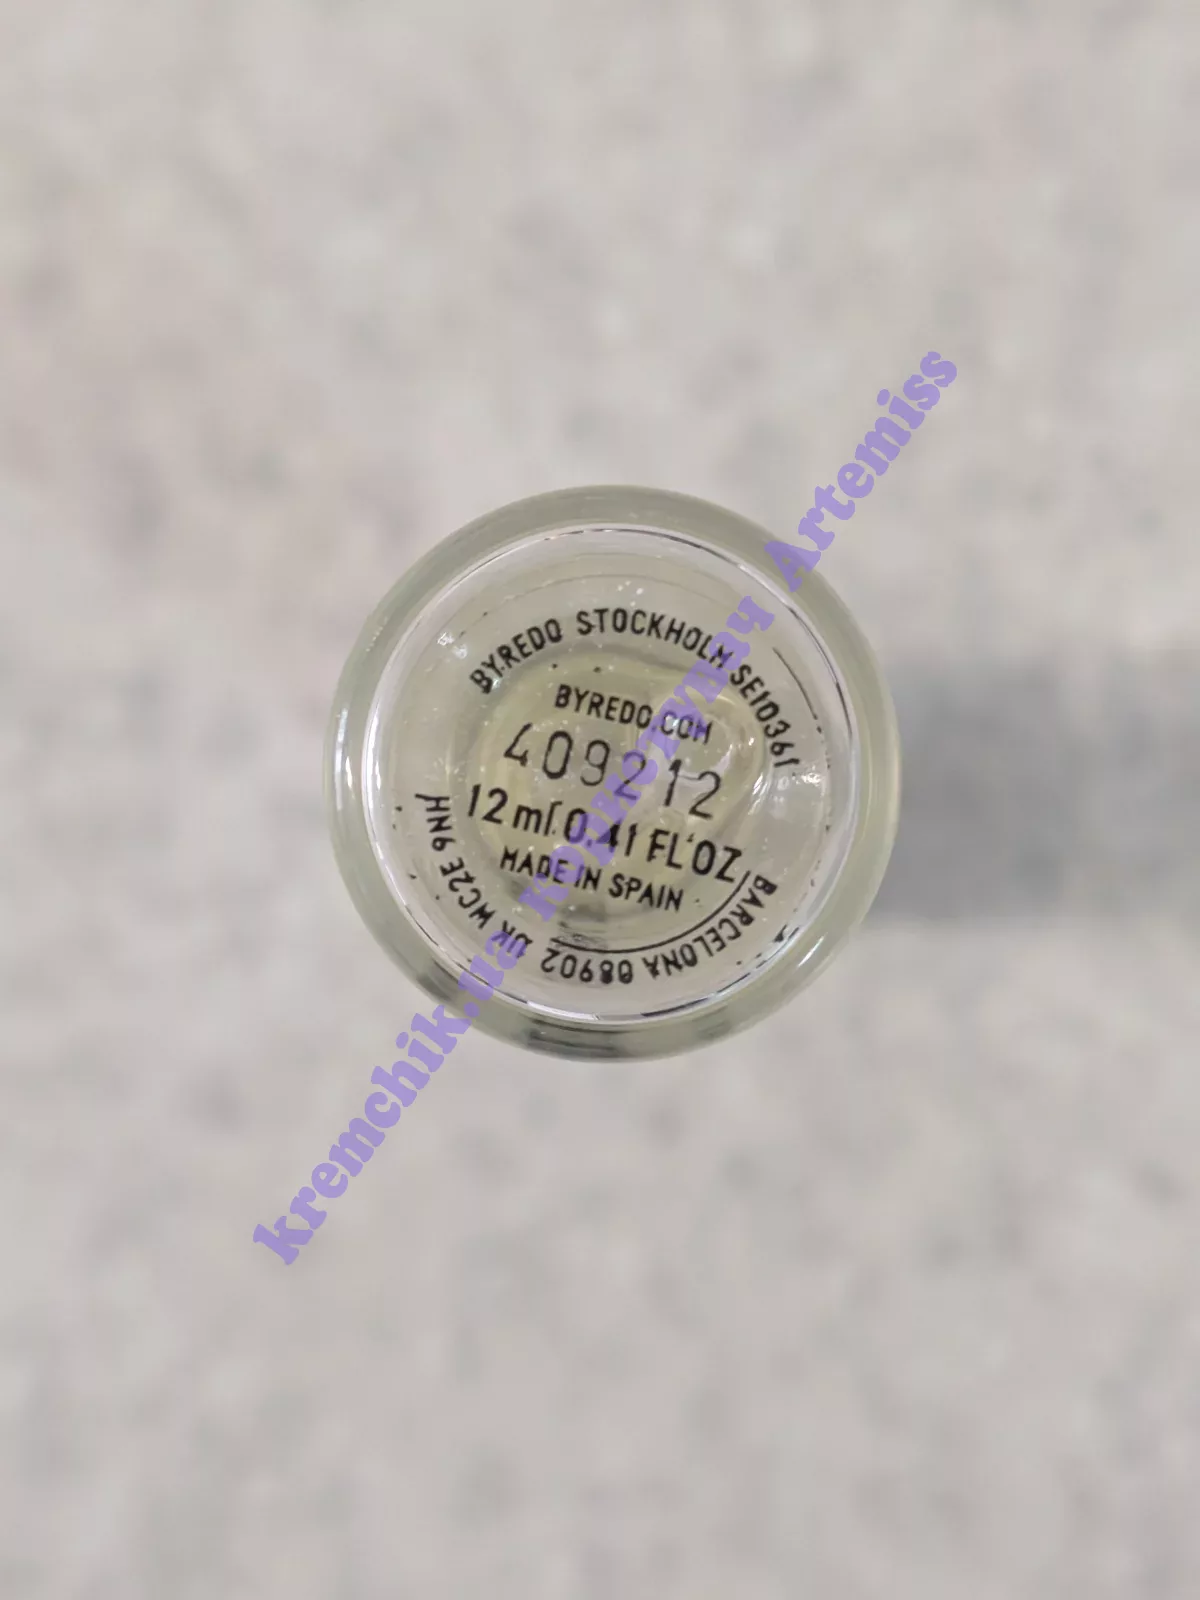 BYREDO STOCKHOLM SE10361
BYREDO.COM
409212
12 ml 0.41 FL OZ
MADE IN SPAIN
BARCELONA 08902 UK WC2E 9NH
kremchik.ua Конкетунач Artemiss